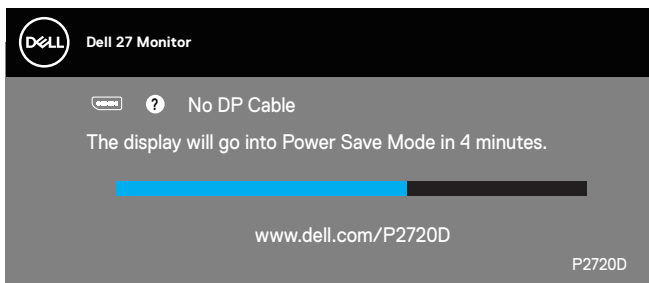 DELL
Dell 27 Monitor
? No DP Cable
The display will go into Power Save Mode in 4 minutes.
www.dell.com/P2720D
P2720D